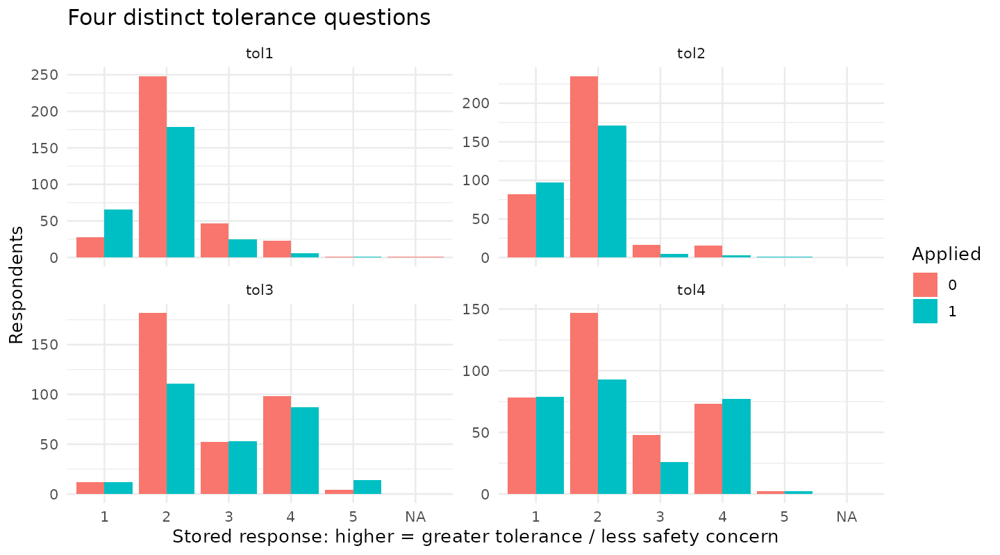 Four distinct tolerance questions
tol1
tol2
250
200
150
100
50
0
200
150
100
50
0
tol3
tol4
150
100
50
0
150
100
50
0
1 2 3 4 5 NA
1 2 3 4 5 NA
Respondents
Stored response: higher = greater tolerance / less safety concern
Applied
0
1